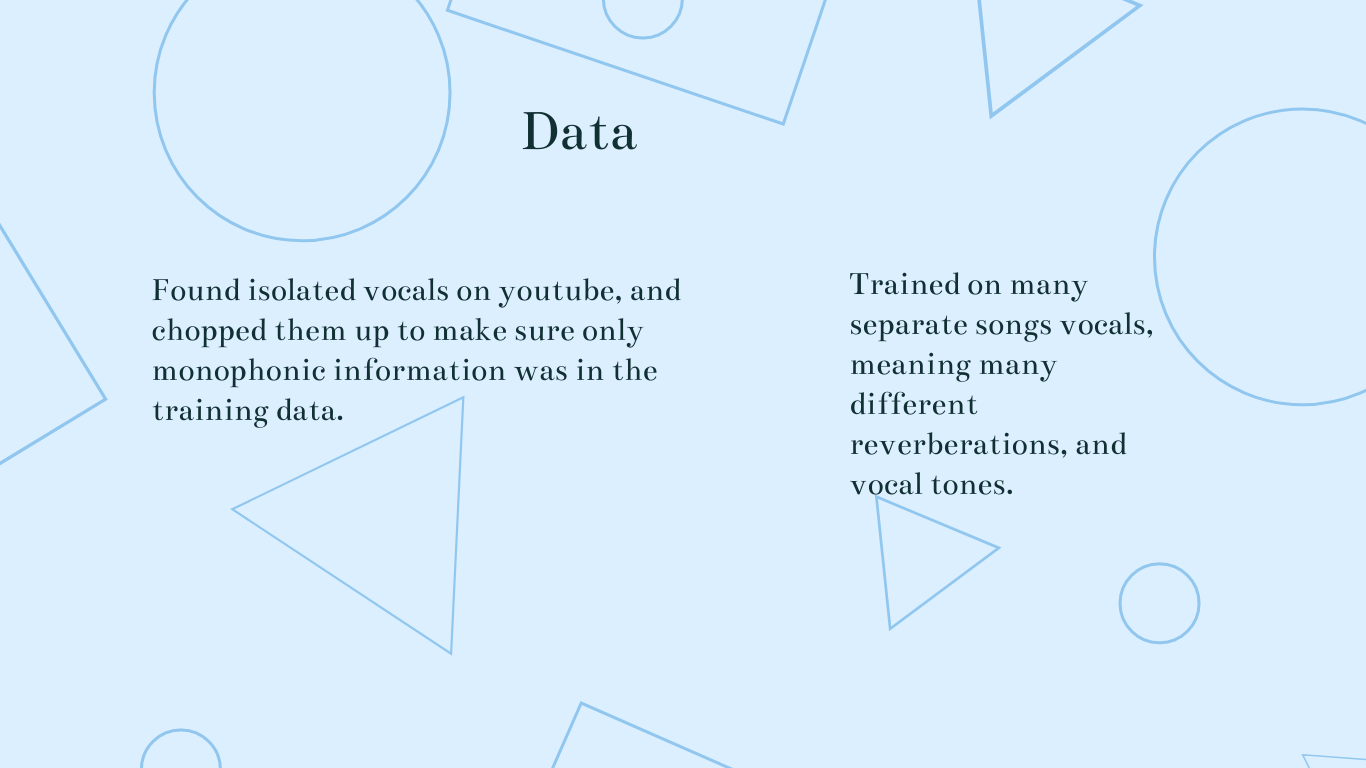 Data
Found isolated vocals on youtube, and
chopped them up to make sure only
monophonic information was in the
training data.
Trained on many
separate songs vocals,
meaning many
different
reverberations, and
vocal tones.